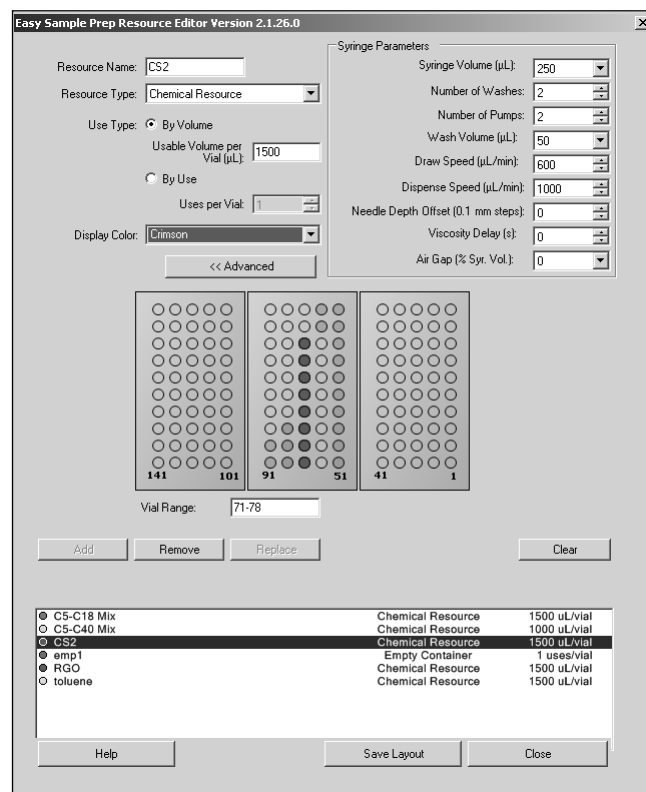 Easy Sample Prep Resource Editor Version 2.1.26.0
Resource Name: CS2
Resource Type: Chemical Resource
Use Type: By Volume
Usable Volume per
Vial (µL): 1500
By Use
Uses per Vial: 1
Display Color: Crimson
<< Advanced
Syringe Parameters
Syringe Volume (µL): 250
Number of Washes: 2
Number of Pumps: 2
Wash Volume (µL): 50
Draw Speed (µL/min): 600
Dispense Speed (µL/min): 1000
Needle Depth Offset (0.1 mm steps): 0
Viscosity Delay (s): 0
Air Gap (% Syr. Vol.): 0
141 101 91 51 41 1
Vial Range: 71-78
Add Remove Replace Clear
C5-C18 Mix Chemical Resource 1500 uL/vial
C5-C40 Mix Chemical Resource 1000 uL/vial
CS2 Chemical Resource 1500 uL/vial
emp1 Empty Container 1 uses/vial
RGO Chemical Resource 1500 uL/vial
toluene Chemical Resource 1500 uL/vial
Help Save Layout Close